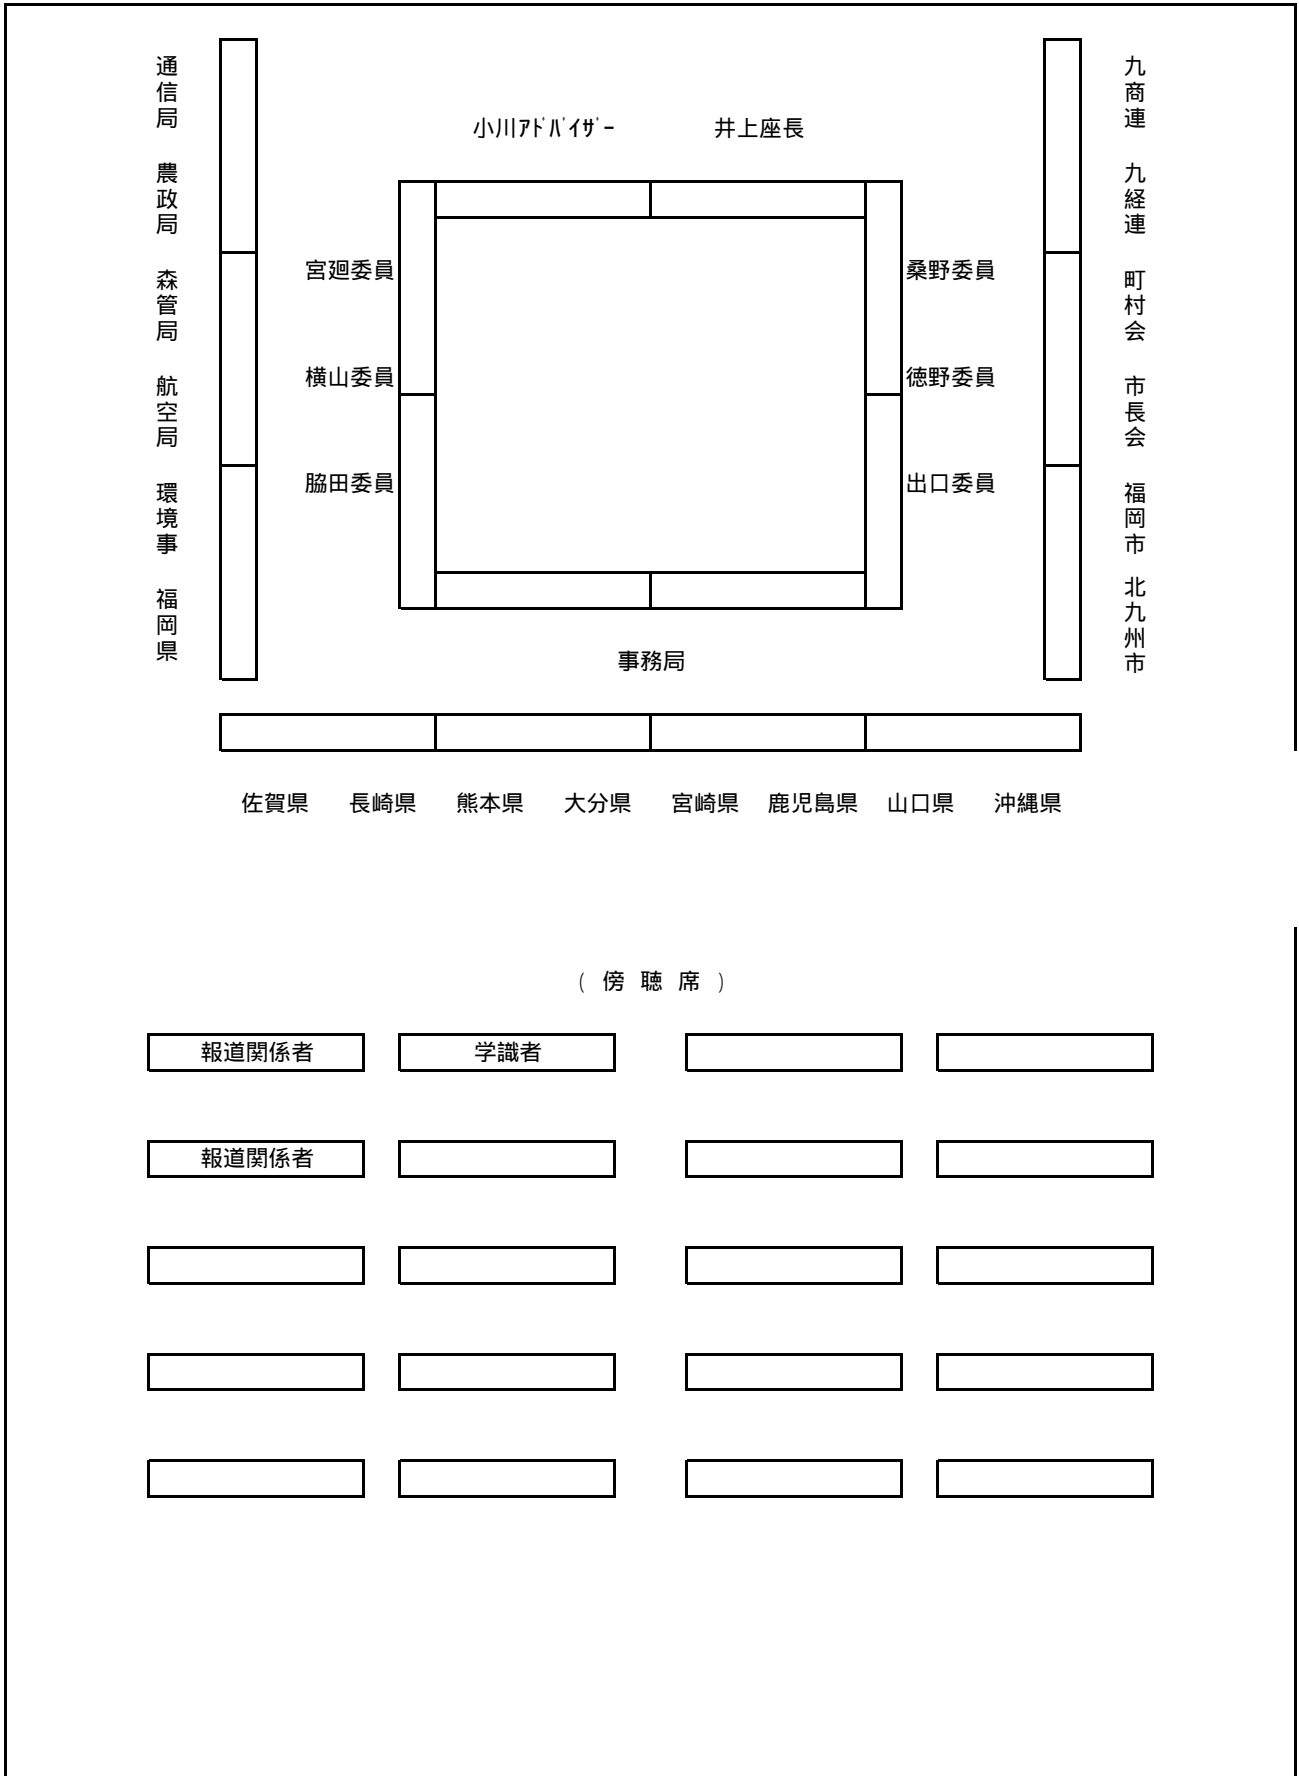 小川ｱﾄﾞﾊﾞｲｻﾞｰ 井上座長
通信局
農政局
森管局
航空局
環境事
福岡県
宮廻委員
横山委員
脇田委員
桑野委員
徳野委員
出口委員
九商連
九経連
町村会
市長会
福岡市
北九州市
事務局
佐賀県 長崎県 熊本県 大分県 宮崎県 鹿児島県 山口県 沖縄県
( 傍 聴 席 )
報道関係者 学識者
報道関係者